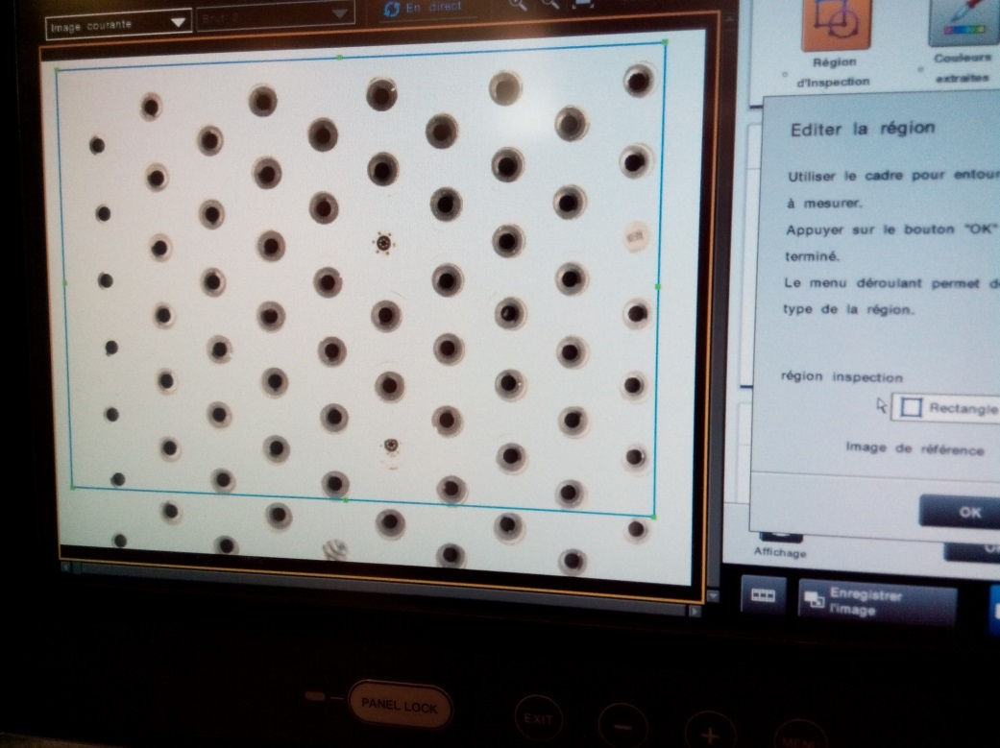 Image courante
Brut 2
En direct
Région
d'Inspection
Couleurs
extraites
Editer la région
Utiliser le cadre pour entour
à mesurer.
Appuyer sur le bouton "OK"
terminé.
Le menu déroulant permet d
type de la région.
région inspection
Rectangle
Image de référence
OK
Affichage
Enregistrer
l'image
PANEL LOCK
EXIT